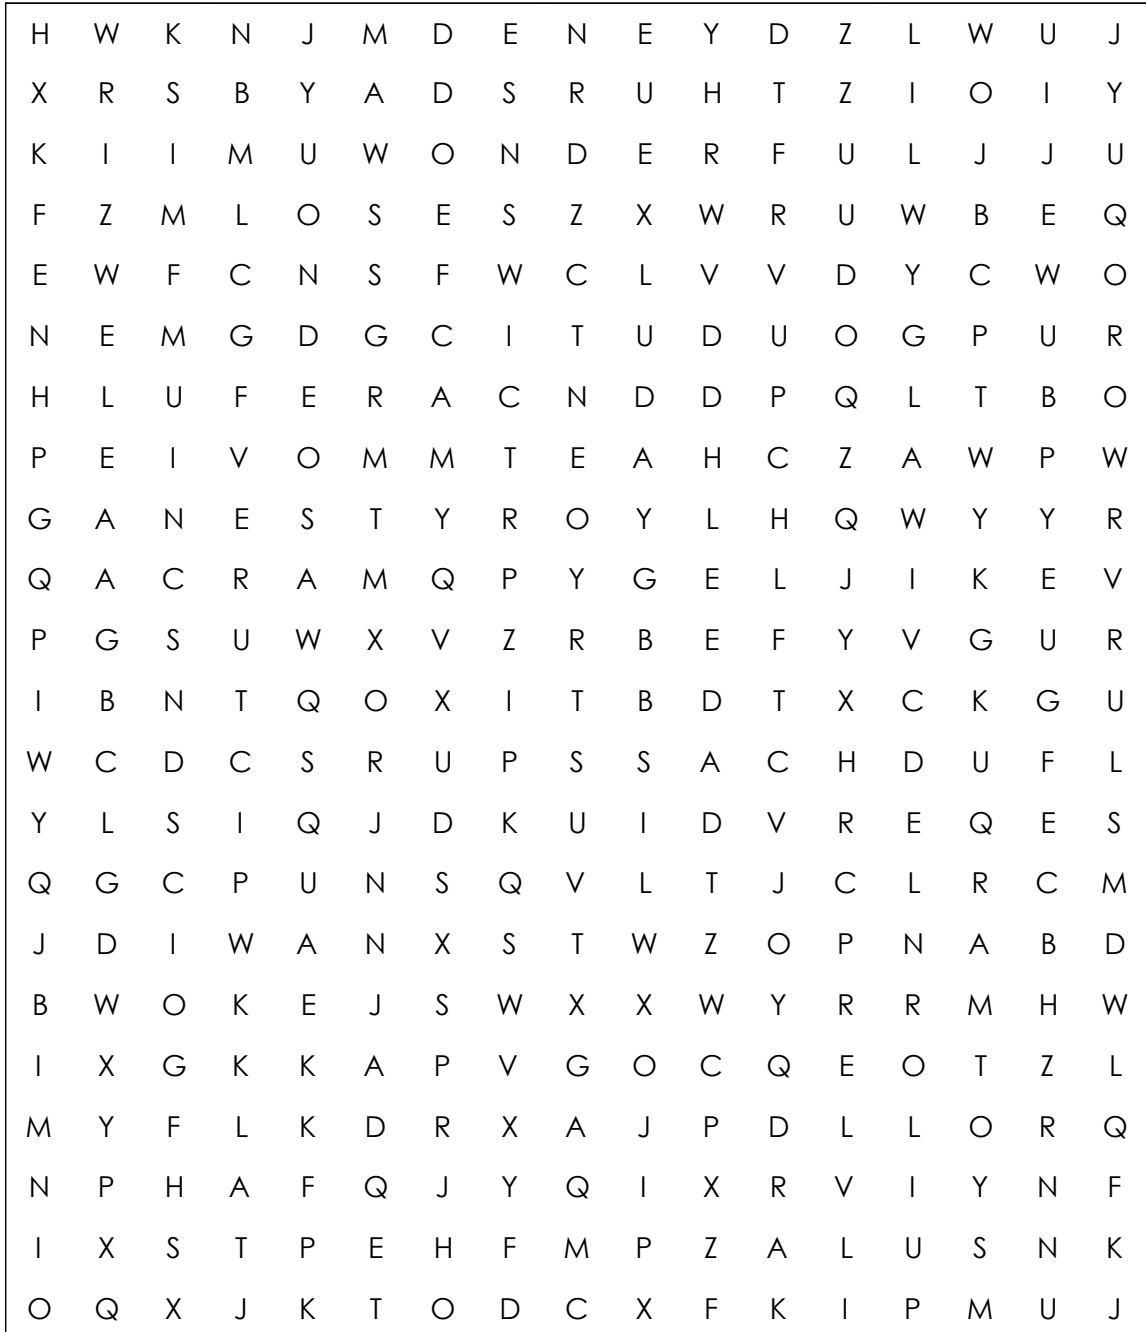 H W K N J M D E N E Y D Z L W U J
X R S B Y A D S R U H T Z I O I Y
K I I M U W O N D E R F U L J J U
F Z M L O S E S Z X W R U W B E Q
E W F C N S F W C L V V D Y C W O
N E M G D G C I T U D U O G P U R
H L U F E R A C N D D P Q L T B O
P E I V O M M T E A H C Z A W P W
G A N E S T Y R O Y L H Q W Y Y R
Q A C R A M Q P Y G E L J I K E V
P G S U W X V Z R B E F Y V G U R
I B N T Q O X I T B D T X C K G U
W C D C S R U P S S A C H D U F L
Y L S I Q J D K U I D V R E Q E S
Q G C P U N S Q V L T J C L R C M
J D I W A N X S T W Z O P N A B D
B W O K E J S W X X W Y R R M H W
I X G K K A P V G O C Q E O T Z L
M Y F L K D R X A J P D L L O R Q
N P H A F Q J Y Q I X R V I Y N F
I X S T P E H F M P Z A L U S N K
O Q X J K T O D C X F K I P M U J